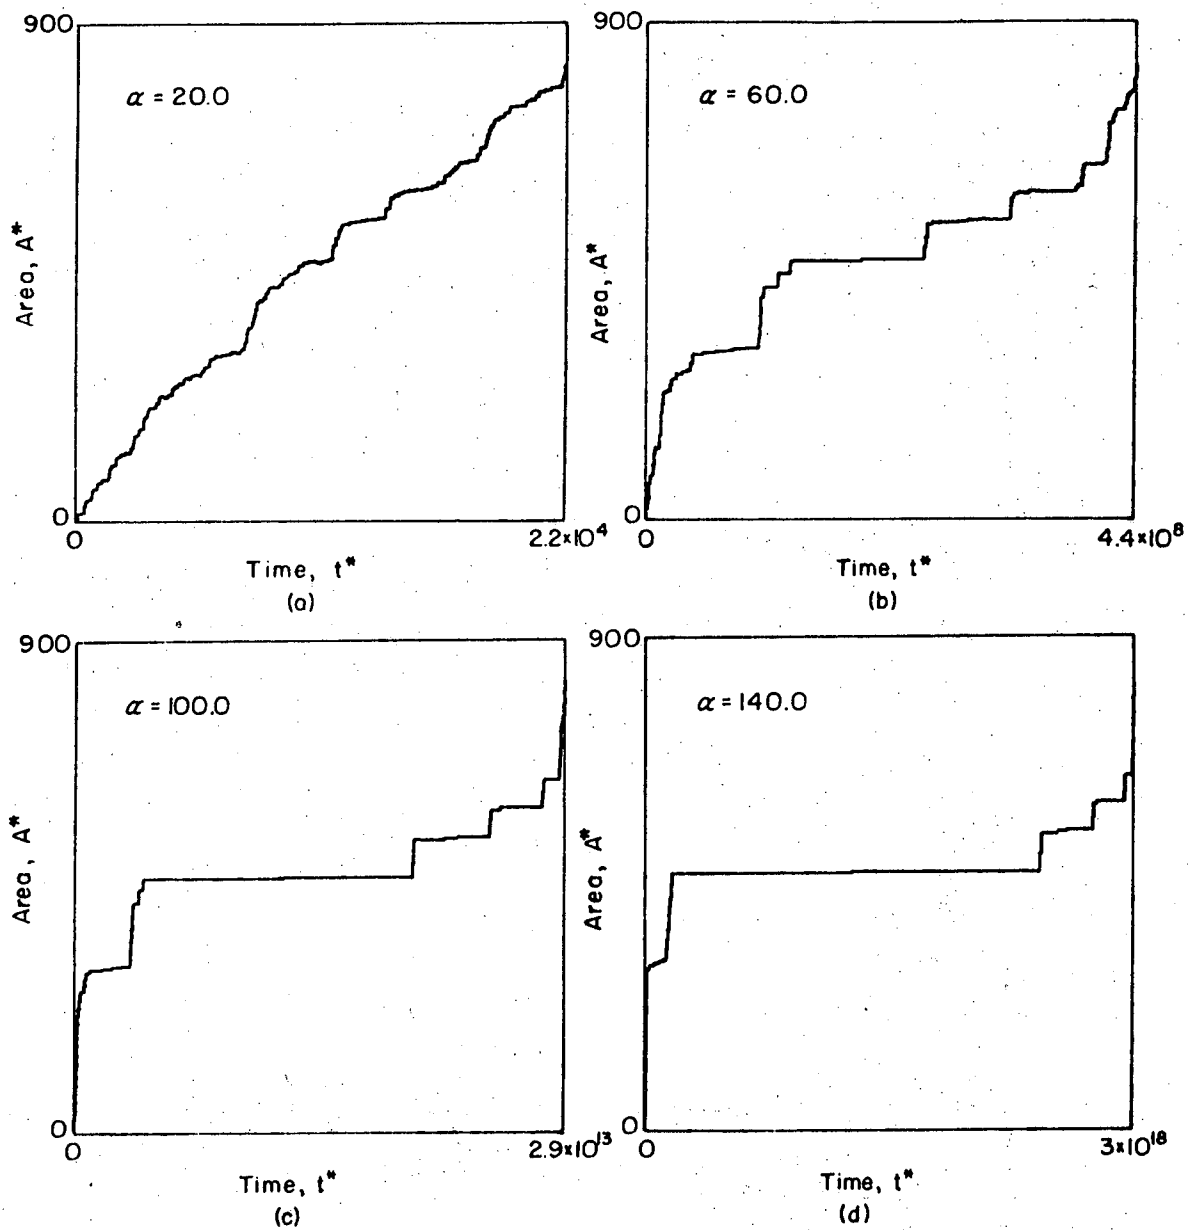 900
α = 20.0
Area, A*
0
0
2.2×10⁴
Time, t*
(a)
900
α = 60.0
Area, A*
0
0
4.4×10⁸
Time, t*
(b)
900
α = 100.0
Area, A*
0
0
2.9×10¹³
Time, t*
(c)
900
α = 140.0
Area, A*
0
0
3×10¹⁸
Time, t*
(d)